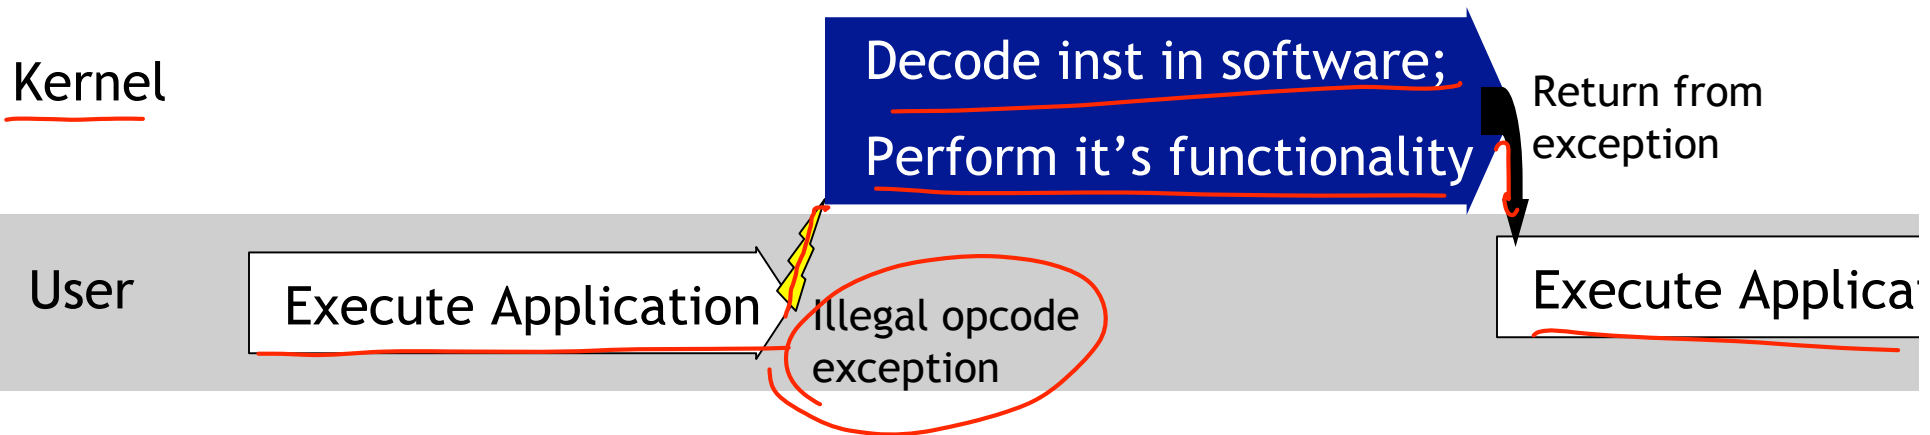 Kernel
Decode inst in software;
Perform it's functionality
Return from
exception
User
Execute Application
Illegal opcode
exception
Execute Applica